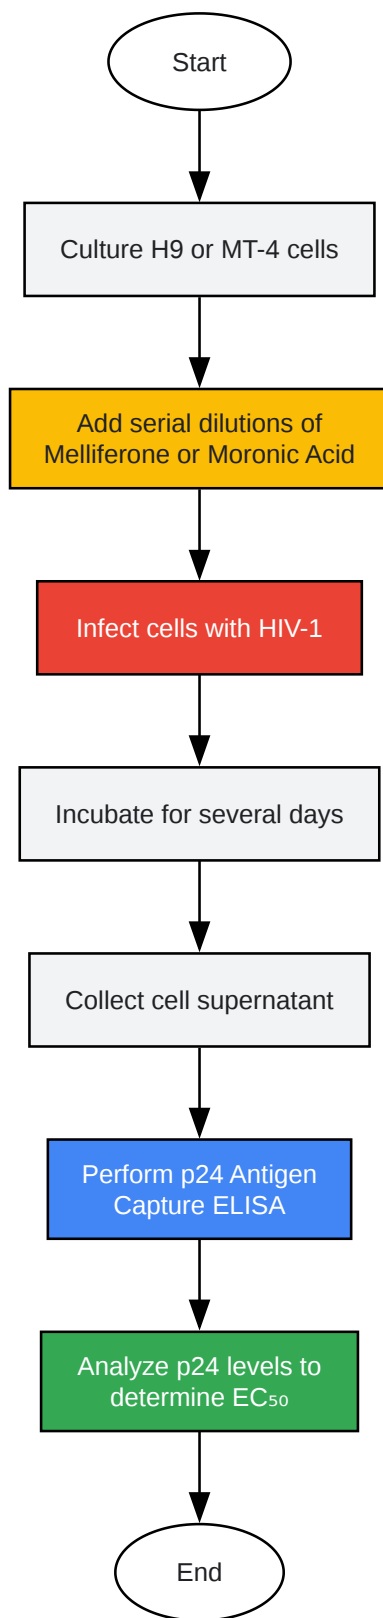 Start
Culture H9 or MT-4 cells
Add serial dilutions of
Melliferone or Moronic Acid
Infect cells with HIV-1
Incubate for several days
Collect cell supernatant
Perform p24 Antigen
Capture ELISA
Analyze p24 levels to
determine EC₅₀
End